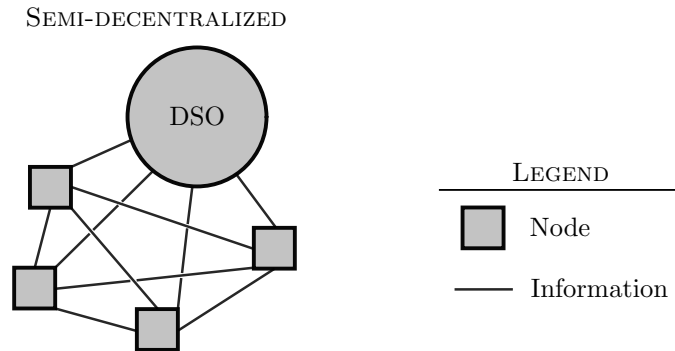 SEMI-DECENTRALIZED
DSO
LEGEND
Node
Information